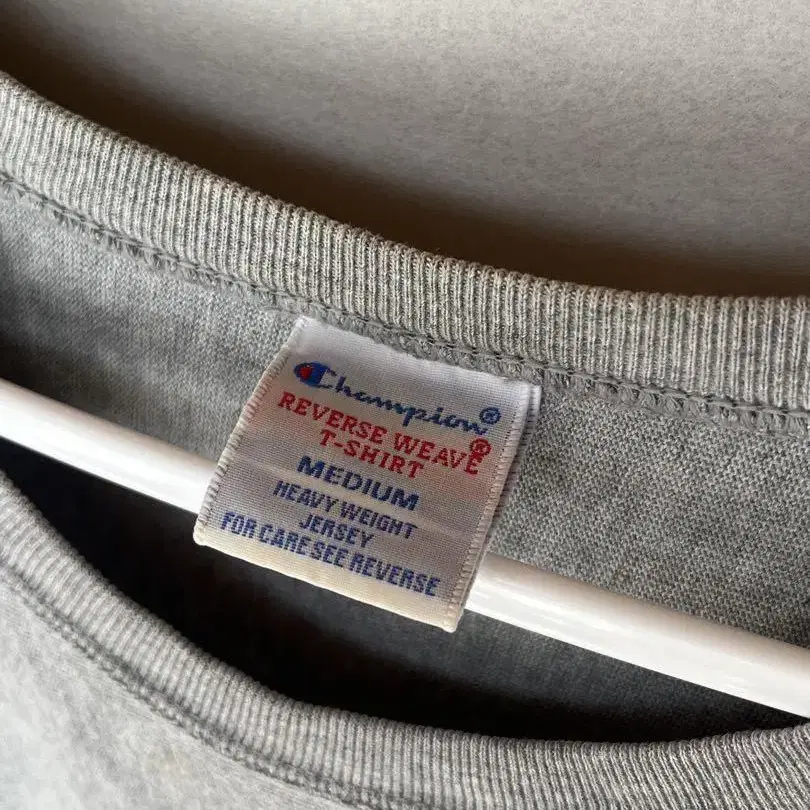 Champion®
REVERSE WEAVE®
T-SHIRT
MEDIUM
HEAVY WEIGHT
JERSEY
FOR CARE SEE REVERSE